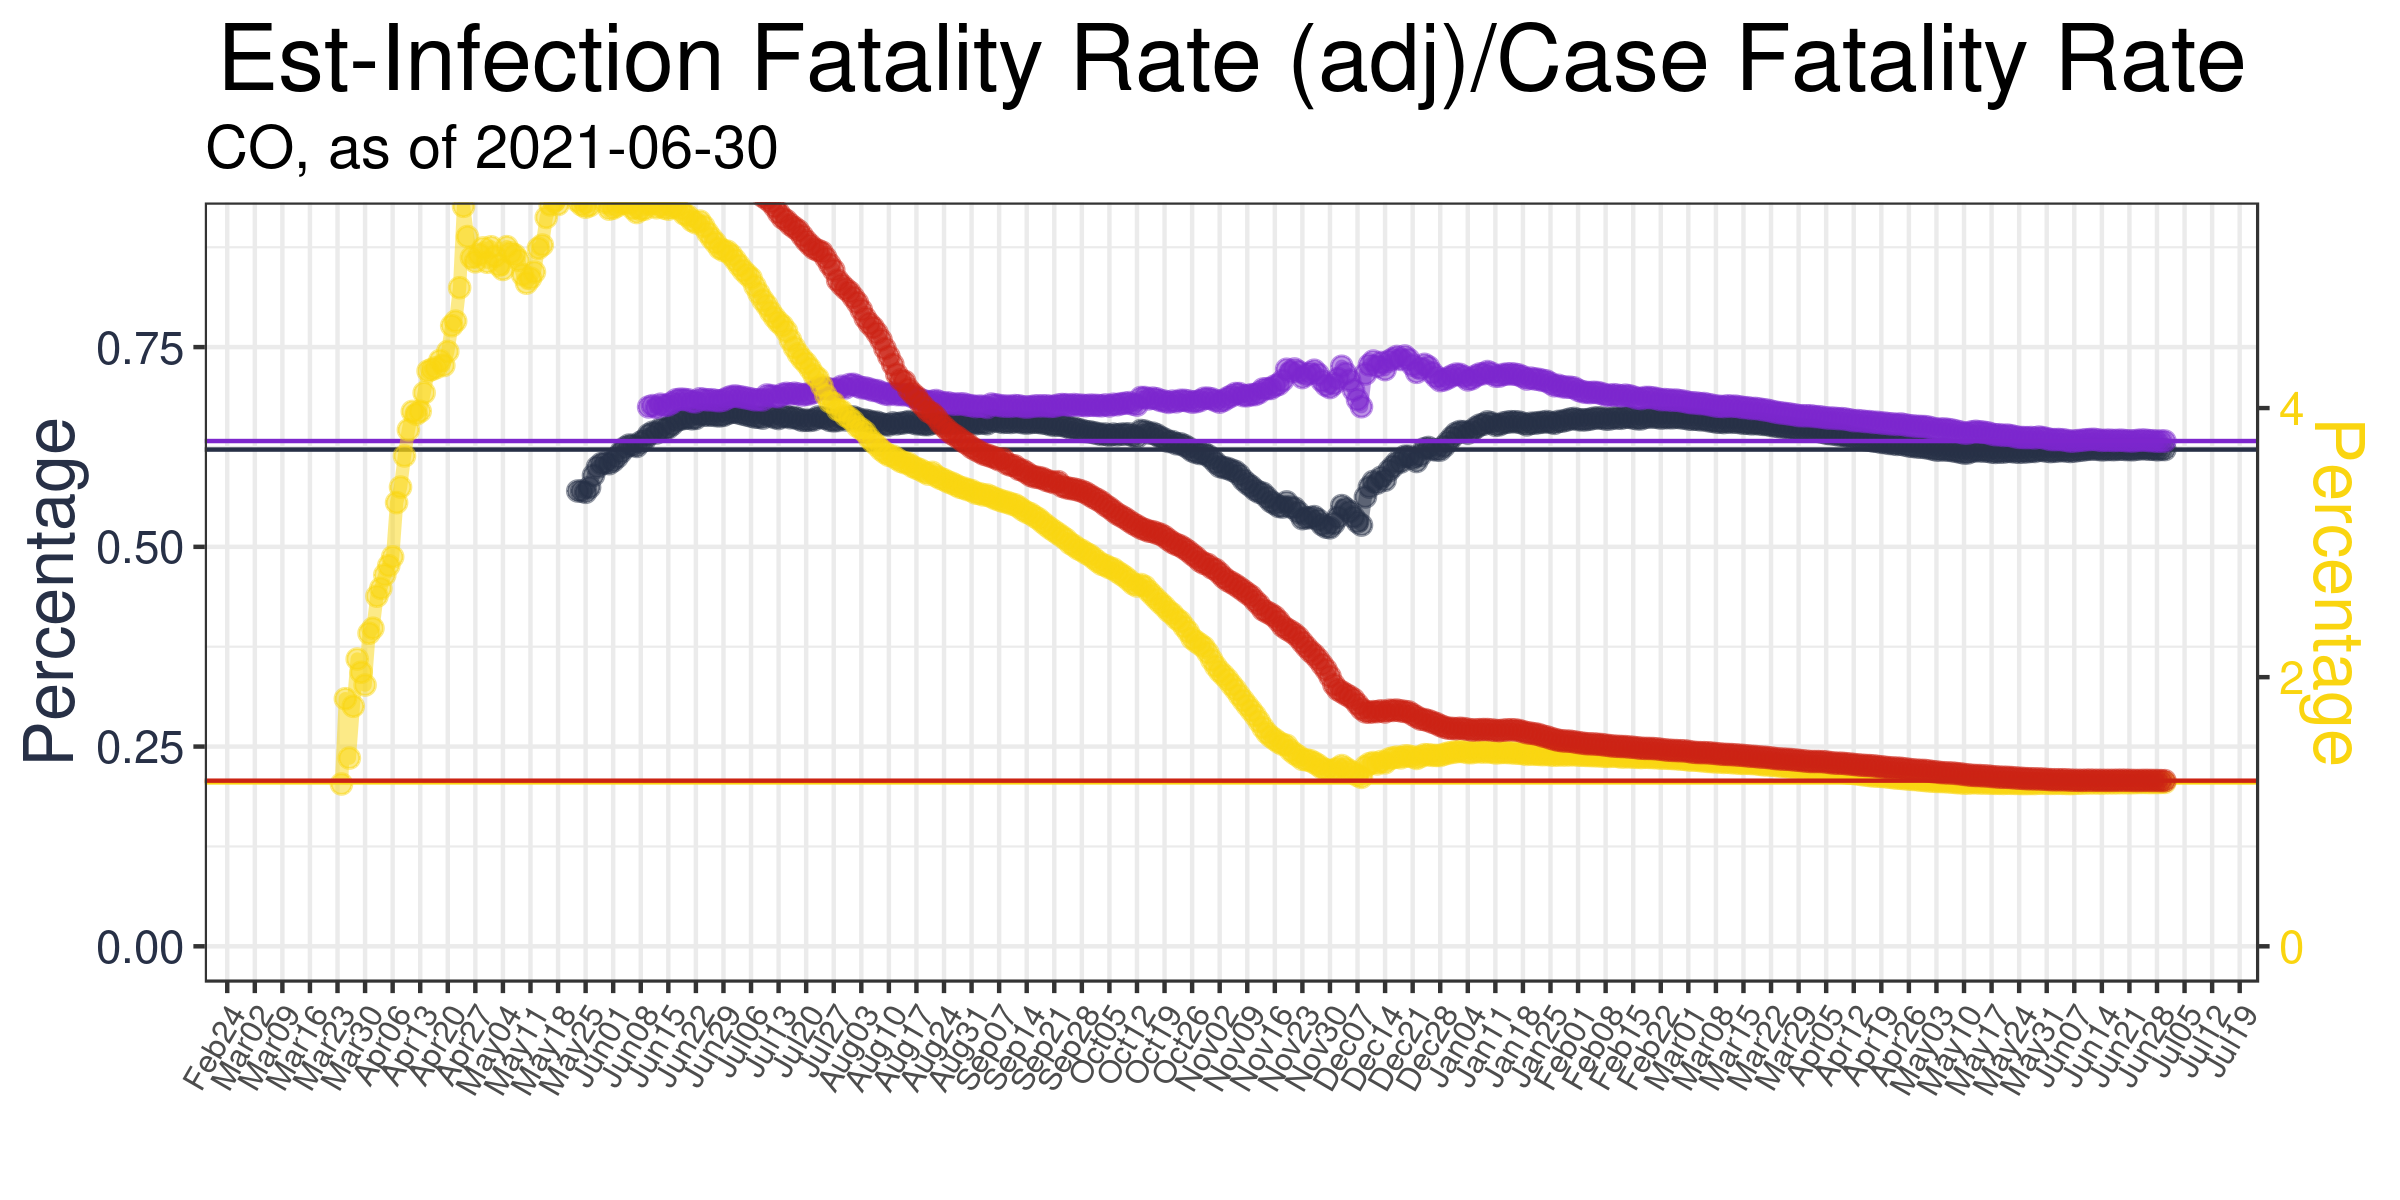 Est-Infection Fatality Rate (adj)/Case Fatality Rate
CO, as of 2021-06-30
Percentage
0.75
0.50
0.25
0.00
4
2
0
Percentage
Feb24
Mar02
Mar09
Mar16
Mar23
Mar30
Apr06
Apr13
Apr20
Apr27
May04
May11
May18
May25
Jun01
Jun08
Jun15
Jun22
Jun29
Jul06
Jul13
Jul20
Jul27
Aug03
Aug10
Aug17
Aug24
Aug31
Sep07
Sep14
Sep21
Sep28
Oct05
Oct12
Oct19
Oct26
Nov02
Nov09
Nov16
Nov23
Nov30
Dec07
Dec14
Dec21
Dec28
Jan04
Jan11
Jan18
Jan25
Feb01
Feb08
Feb15
Feb22
Mar01
Mar08
Mar15
Mar22
Mar29
Apr05
Apr12
Apr19
Apr26
May03
May10
May17
May24
May31
Jun07
Jun14
Jun21
Jun28
Jul05
Jul12
Jul19